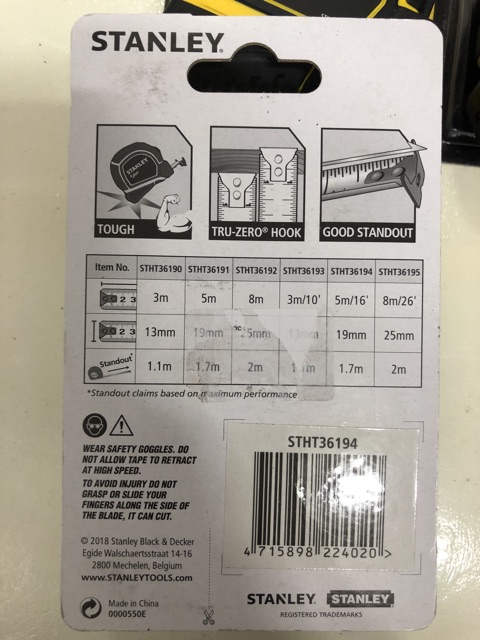 STANLEY.
STANLEY
TOUGH
TRU-ZERO® HOOK
GOOD STANDOUT
Item No. STHT36190 STHT36191 STHT36192 STHT36193 STHT36194 STHT36195
3m 5m 8m 3m/10' 5m/16' 8m/26'
13mm 19mm 25mm 13mm 19mm 25mm
Standout* 1.1m 1.7m 2m 1.7m 2m
*Standout claims based on maximum performance
WEAR SAFETY GOGGLES. DO
NOT ALLOW TAPE TO RETRACT
AT HIGH SPEED.
TO AVOID INJURY DO NOT
GRASP OR SLIDE YOUR
FINGERS ALONG THE SIDE OF
THE BLADE, IT CAN CUT.
STHT36194
4 715898 224020 >
© 2018 Stanley Black & Decker
Egide Walschaertsstraat 14-16
2800 Mechelen, Belgium
www.STANLEYTOOLS.com
Made in China
0000550E
STANLEY. STANLEY
REGISTERED TRADEMARKS